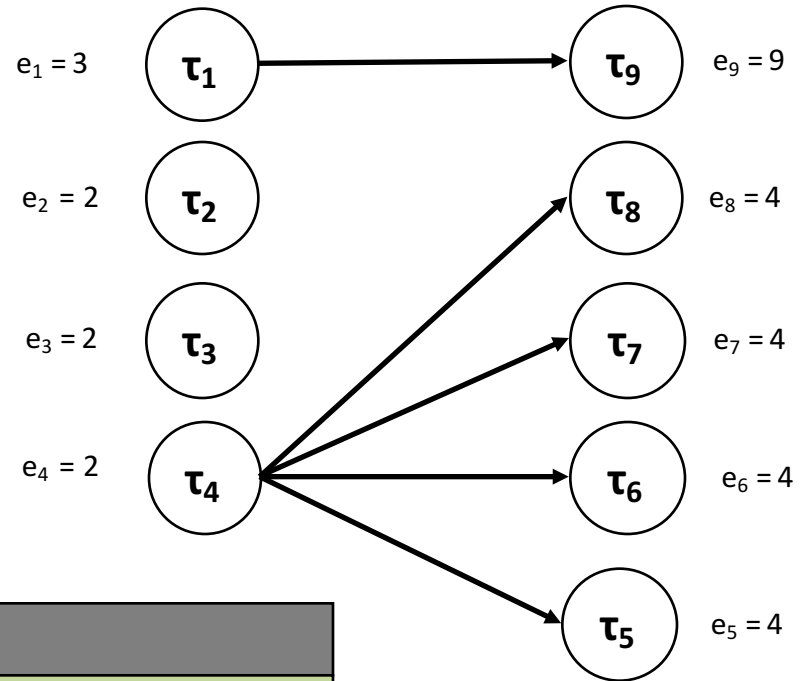 e₁ = 3 τ₁ τ₉ e₉ = 9
e₂ = 2 τ₂ τ₈ e₈ = 4
e₃ = 2 τ₃ τ₇ e₇ = 4
e₄ = 2 τ₄ τ₆ e₆ = 4
τ₅ e₅ = 4